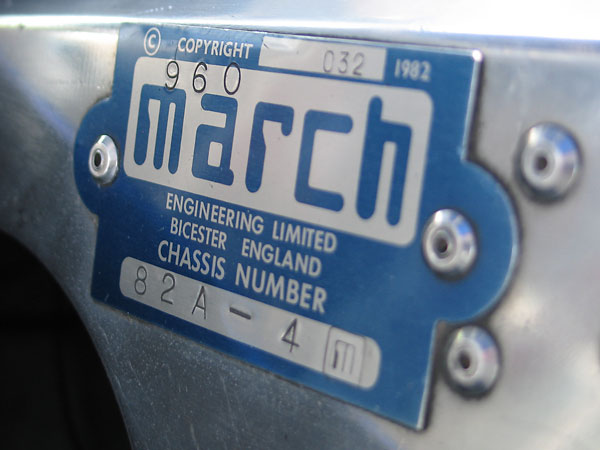 © COPYRIGHT 032 1982
960
march
ENGINEERING LIMITED
BICESTER ENGLAND
CHASSIS NUMBER
82A-4 m